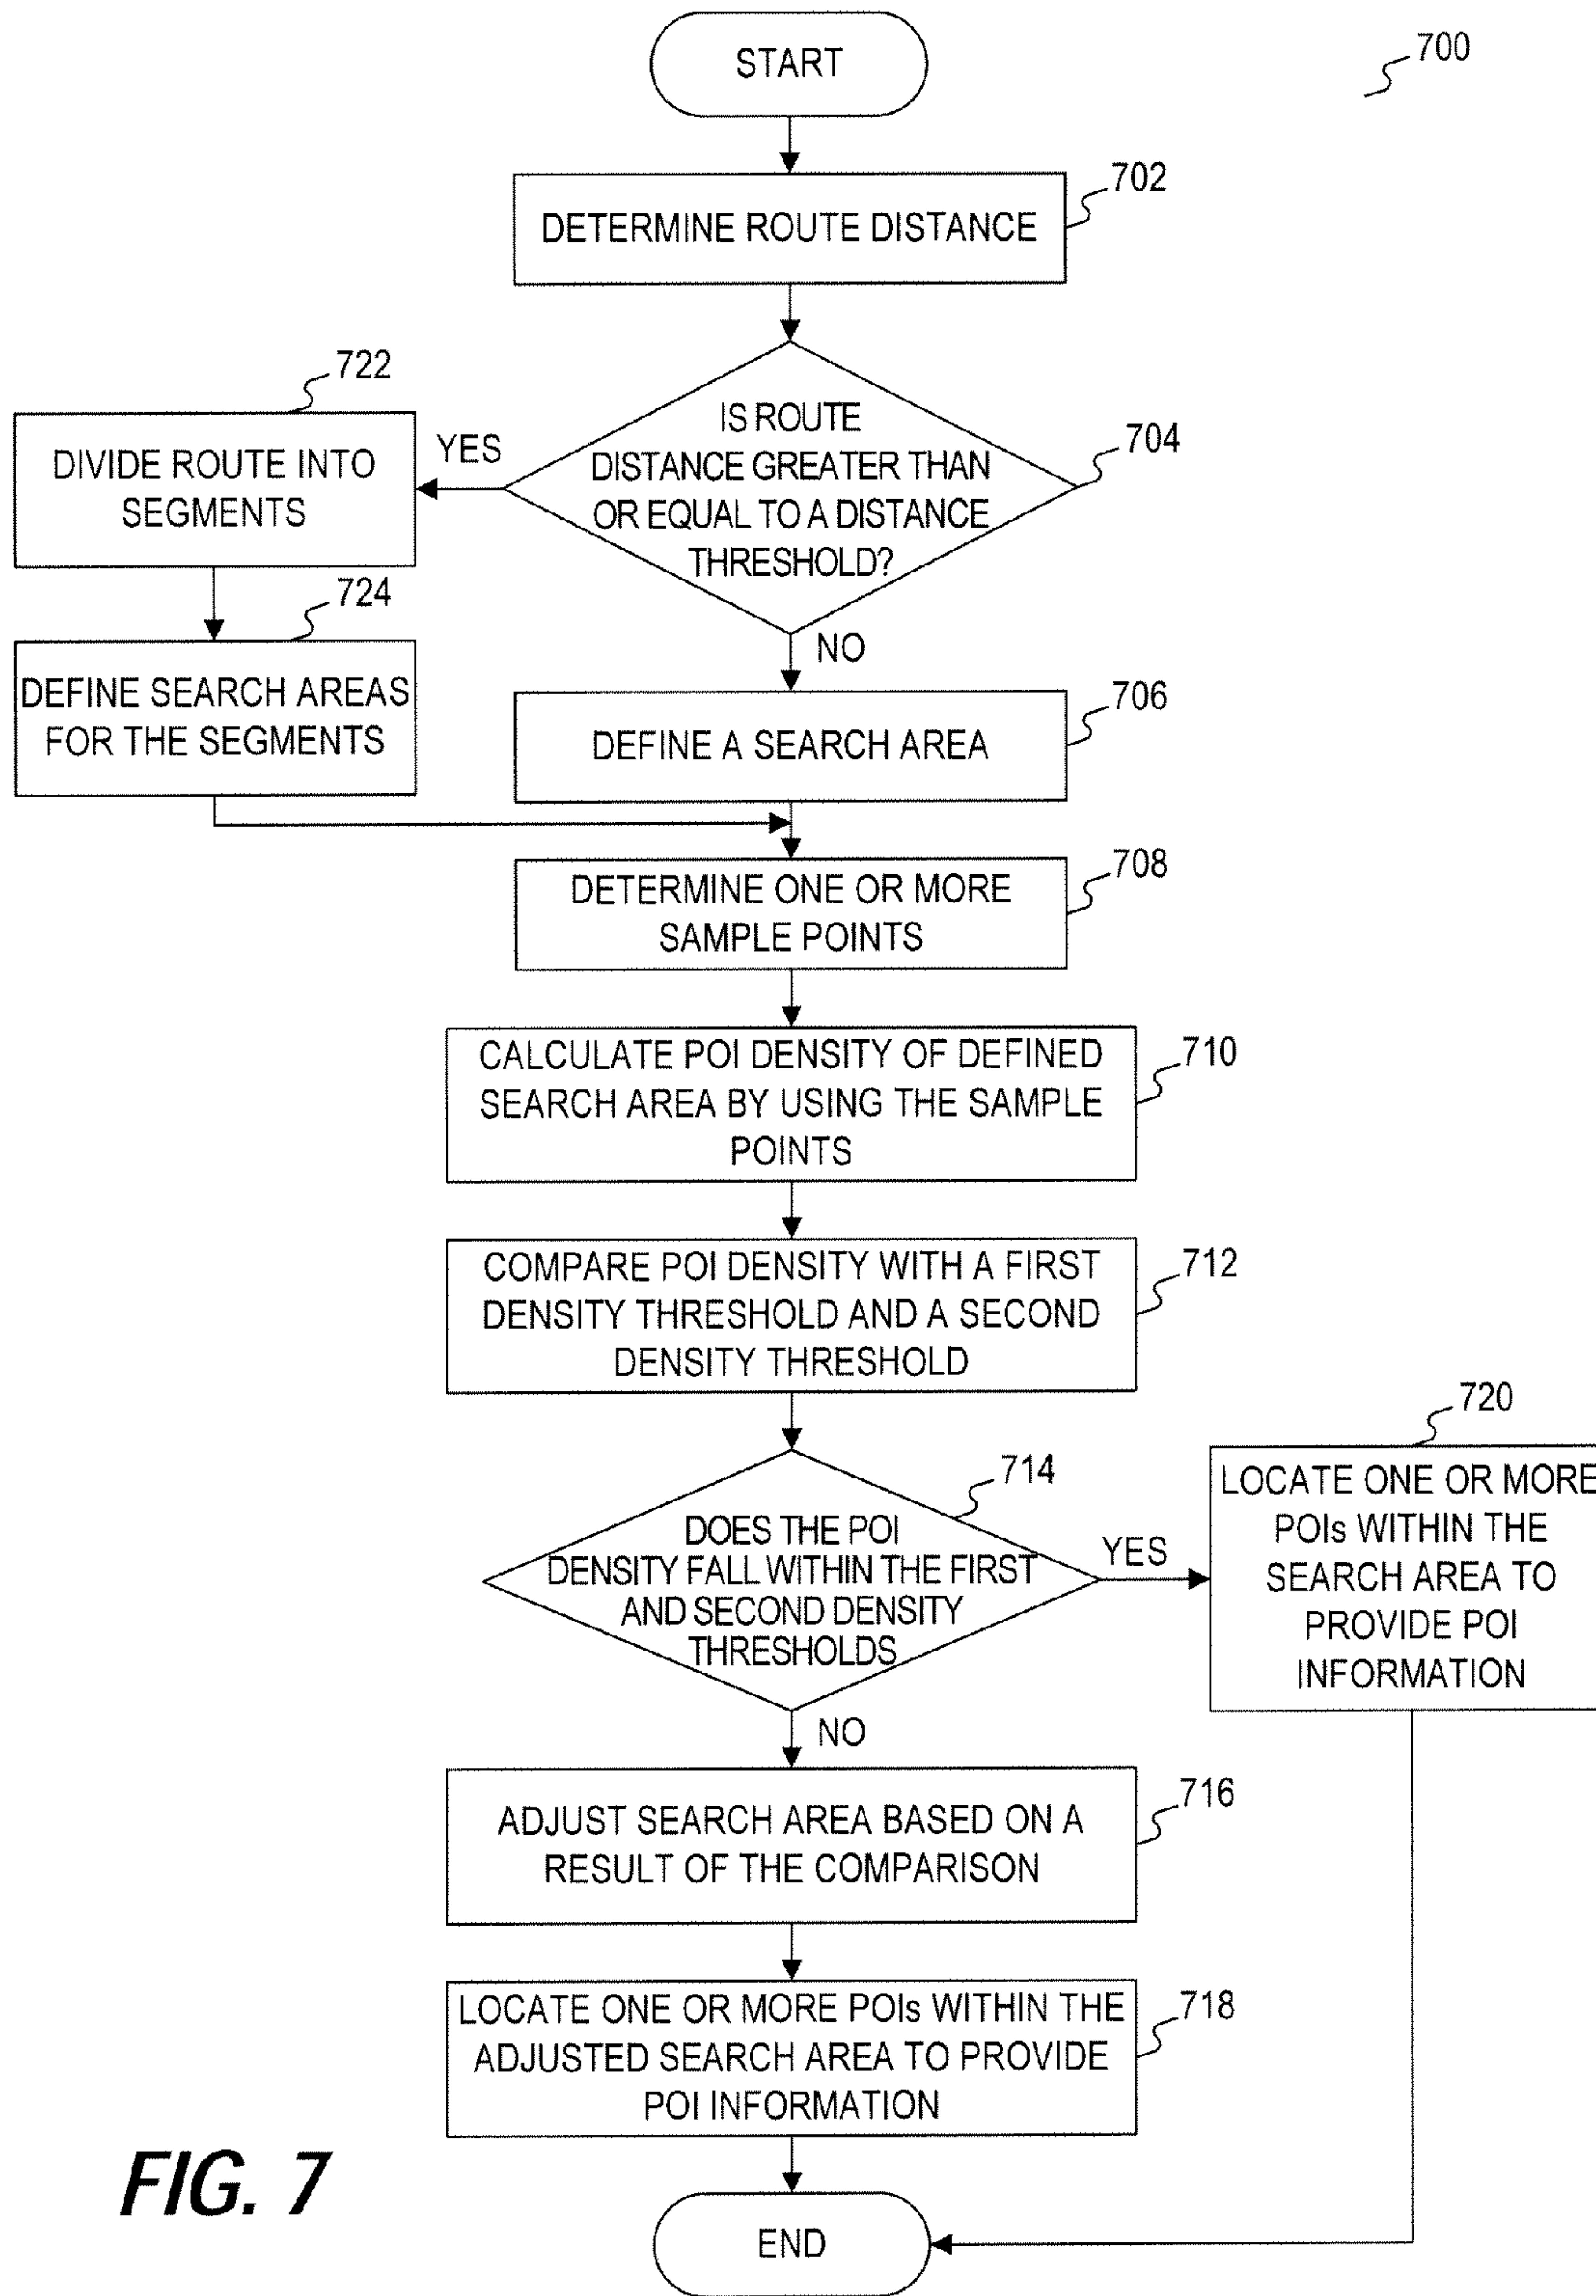 START
700
702
DETERMINE ROUTE DISTANCE
722
DIVIDE ROUTE INTO
SEGMENTS
YES
IS ROUTE
DISTANCE GREATER THAN
OR EQUAL TO A DISTANCE
THRESHOLD?
704
724
DEFINE SEARCH AREAS
FOR THE SEGMENTS
NO
706
DEFINE A SEARCH AREA
708
DETERMINE ONE OR MORE
SAMPLE POINTS
710
CALCULATE POI DENSITY OF DEFINED
SEARCH AREA BY USING THE SAMPLE
POINTS
712
COMPARE POI DENSITY WITH A FIRST
DENSITY THRESHOLD AND A SECOND
DENSITY THRESHOLD
714
DOES THE POI
DENSITY FALL WITHIN THE FIRST
AND SECOND DENSITY
THRESHOLDS
YES
720
LOCATE ONE OR MORE
POIs WITHIN THE
SEARCH AREA TO
PROVIDE POI
INFORMATION
NO
716
ADJUST SEARCH AREA BASED ON A
RESULT OF THE COMPARISON
718
LOCATE ONE OR MORE POIs WITHIN THE
ADJUSTED SEARCH AREA TO PROVIDE
POI INFORMATION
END
FIG. 7